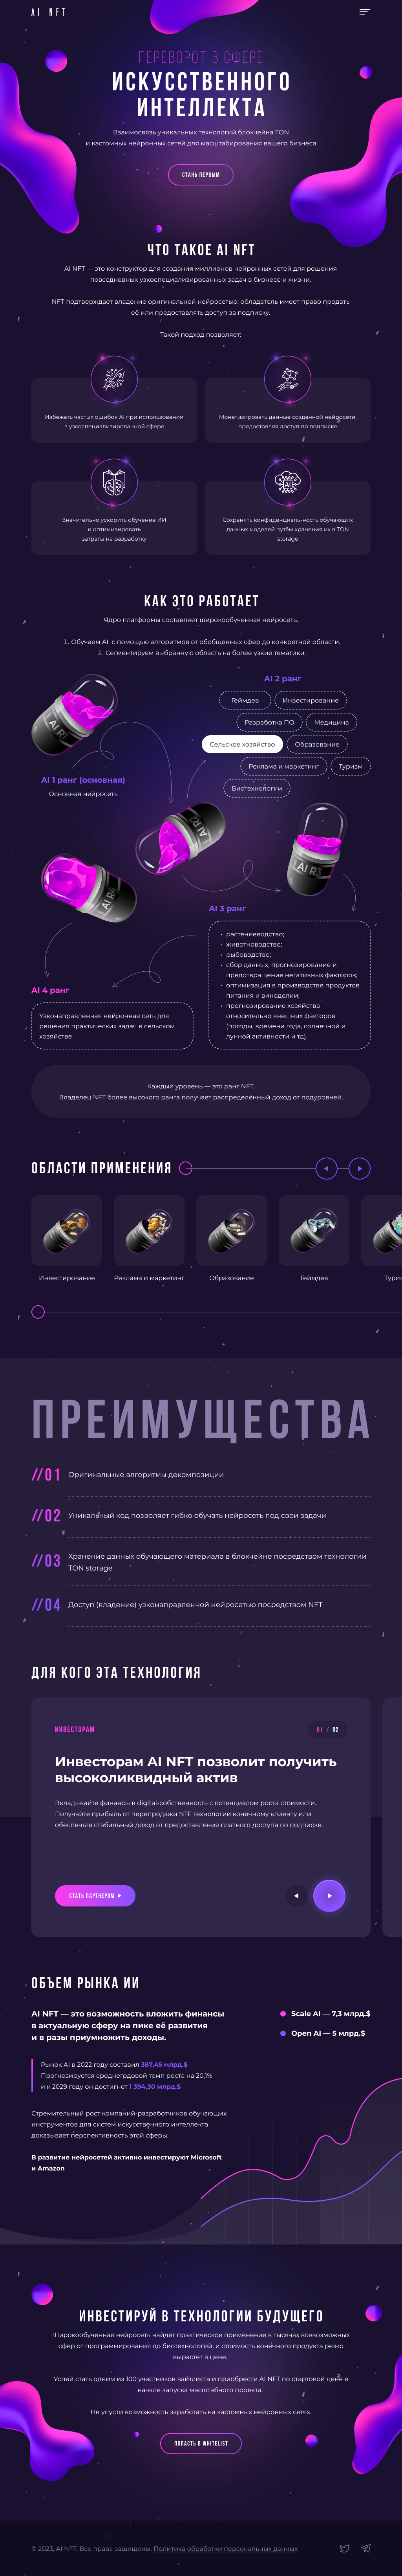 AI NFT
ПЕРЕВОРОТ В СФЕРЕ
ИСКУССТВЕННОГО
ИНТЕЛЛЕКТА
Взаимосвязь уникальных технологий блокчейна TON
и кастомных нейронных сетей для масштабирования вашего бизнеса
СТАНЬ ПЕРВЫМ
ЧТО ТАКОЕ AI NFT
AI NFT — это конструктор для создания миллионов нейронных сетей для решения
повседневных узкоспециализированных задач в бизнесе и жизни.
NFT подтверждает владение оригинальной нейросетью: обладатель имеет право продать
её или предоставлять доступ за подписку.
Такой подход позволяет:
Избежать частых ошибок AI при использовании
в узкоспециализированной сфере
Монетизировать данные созданной нейросети,
предоставляя доступ по подписке
Значительно ускорить обучение ИИ
и оптимизировать
затраты на разработку
Сохранять конфиденциаль-ность обучающих
данных моделей путём хранения их в TON
storage
КАК ЭТО РАБОТАЕТ
Ядро платформы составляет широкообученная нейросеть.
1. Обучаем AI с помощью алгоритмов от обобщённых сфер до конкретной области.
2. Сегментируем выбранную область на более узкие тематики.
AI 2 ранг
Геймдев
Инвестирование
Разработка ПО
Медицина
Сельское хозяйство
Образование
Реклама и маркетинг
Туризм
Биотехнологии
AI 1 ранг (основная)
Основная нейросеть
AI 3 ранг
• растениеводство;
• животноводство;
• рыбоводство;
• сбор данных, прогнозирование и
предотвращение негативных факторов;
• оптимизация в производстве продуктов
питания и виноделии;
• прогнозирование хозяйства
относительно внешних факторов
(погоды, времени года, солнечной и
лунной активности и тд).
AI 4 ранг
Узконаправленная нейронная сеть для
решения практических задач в сельском
хозяйстве
Каждый уровень — это ранг NFT.
Владелец NFT более высокого ранга получает распределённый доход от подуровней.
ОБЛАСТИ ПРИМЕНЕНИЯ
Инвестирование
Реклама и маркетинг
Образование
Геймдев
Туриз
ПРЕИМУЩЕСТВА
//01
Оригинальные алгоритмы декомпозиции
//02
Уникальный код позволяет гибко обучать нейросеть под свои задачи
//03
Хранение данных обучающего материала в блокчейне посредством технологии
TON storage
//04
Доступ (владение) узконаправленной нейросетью посредством NFT
ДЛЯ КОГО ЭТА ТЕХНОЛОГИЯ
ИНВЕСТОРАМ
01 / 02
Инвесторам AI NFT позволит получить
высоколиквидный актив
Вкладывайте финансы в digital-собственность с потенциалом роста стоимости.
Получайте прибыль от перепродажи NTF технологии конечному клиенту или
обеспечьте стабильный доход от предоставления платного доступа по подписке.
СТАТЬ ПАРТНЕРОМ
ОБЪЕМ РЫНКА ИИ
AI NFT — это возможность вложить финансы
в актуальную сферу на пике её развития
и в разы приумножить доходы.
Scale AI — 7,3 млрд.$
Open AI — 5 млрд.$
Рынок AI в 2022 году составил 387,45 млрд.$
Прогнозируется среднегрдовой темп роста на 20,1%
и к 2029 году он достигнет 1 394,30 млрд.$
Стремительный рост компаний-разработчиков обучающих
инструментов для систем искусственного интеллекта
доказывает перспективность этой сферы.
В развитие нейросетей активно инвестируют Microsoft
и Amazon
ИНВЕСТИРУЙ В ТЕХНОЛОГИИ БУДУЩЕГО
Широкообученная нейросеть найдёт практическое применение в тысячах всевозможных
сфер от программирования до биотехнологий, и стоимость конечного продукта резко
вырастет в цене.
Успей стать одним из 100 участников вайтлиста и приобрести AI NFT по стартовой цене в
начале запуска масштабного проекта.
Не упусти возможность заработать на кастомных нейронных сетях.
ПОПАСТЬ В WHITELIST
© 2023, AI NFT. Все права защищены. Политика обработки персональных данных